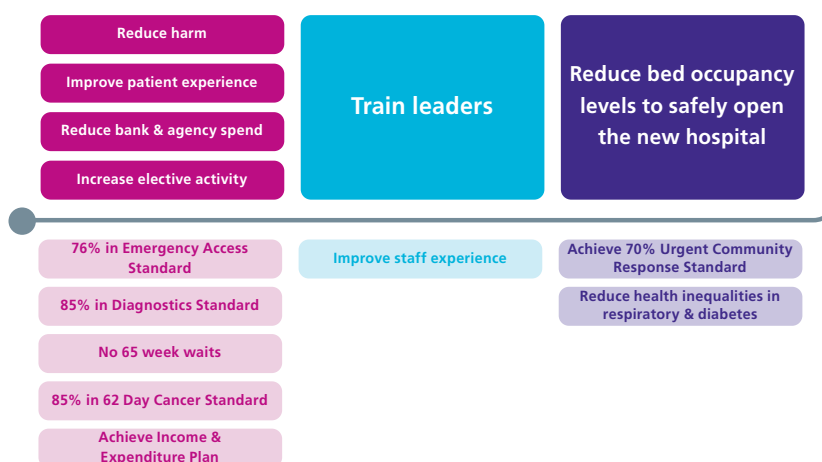 Reduce harm
Improve patient experience
Reduce bank & agency spend
Increase elective activity
Train leaders
Reduce bed occupancy
levels to safely open
the new hospital
76% in Emergency Access
Standard
85% in Diagnostics Standard
No 65 week waits
85% in 62 Day Cancer Standard
Achieve Income &
Expenditure Plan
Improve staff experience
Achieve 70% Urgent Community
Response Standard
Reduce health inequalities in
respiratory & diabetes